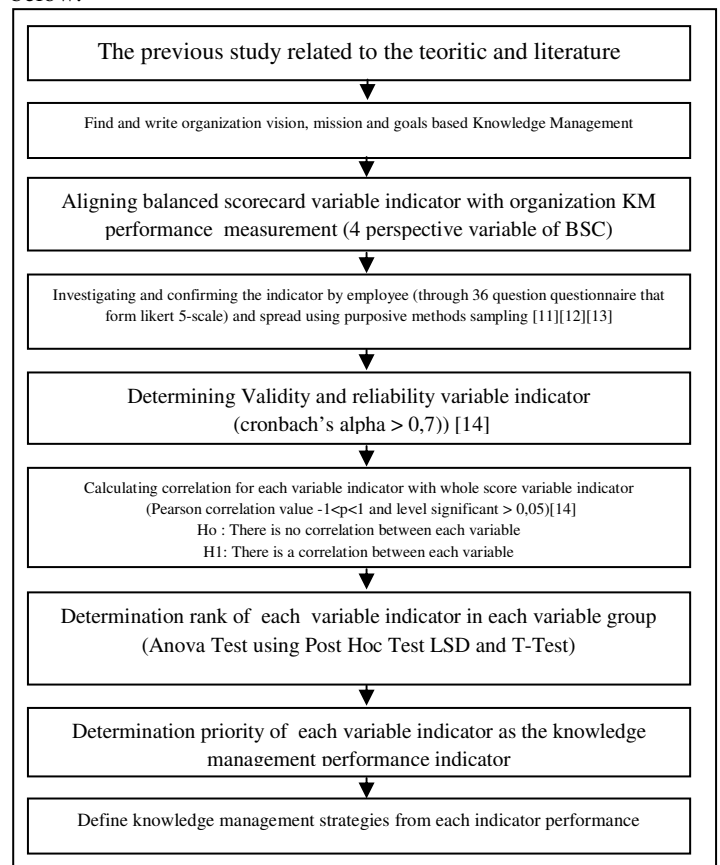 below.
The previous study related to the teoritic and literature
Find and write organization vision, mission and goals based Knowledge Management
Aligning balanced scorecard variable indicator with organization KM
performance measurement (4 perspective variable of BSC)
Investigating and confirming the indicator by employee (through 36 question questionnaire that
form likert 5-scale) and spread using purposive methods sampling [11][12][13]
Determining Validity and reliability variable indicator
(cronbach's alpha > 0,7)) [14]
Calculating correlation for each variable indicator with whole score variable indicator
(Pearson correlation value -1<p<1 and level significant > 0,05)[14]
Ho : There is no correlation between each variable
H1: There is a correlation between each variable
Determination rank of each variable indicator in each variable group
(Anova Test using Post Hoc Test LSD and T-Test)
Determination priority of each variable indicator as the knowledge
management performance indicator
Define knowledge management strategies from each indicator performance